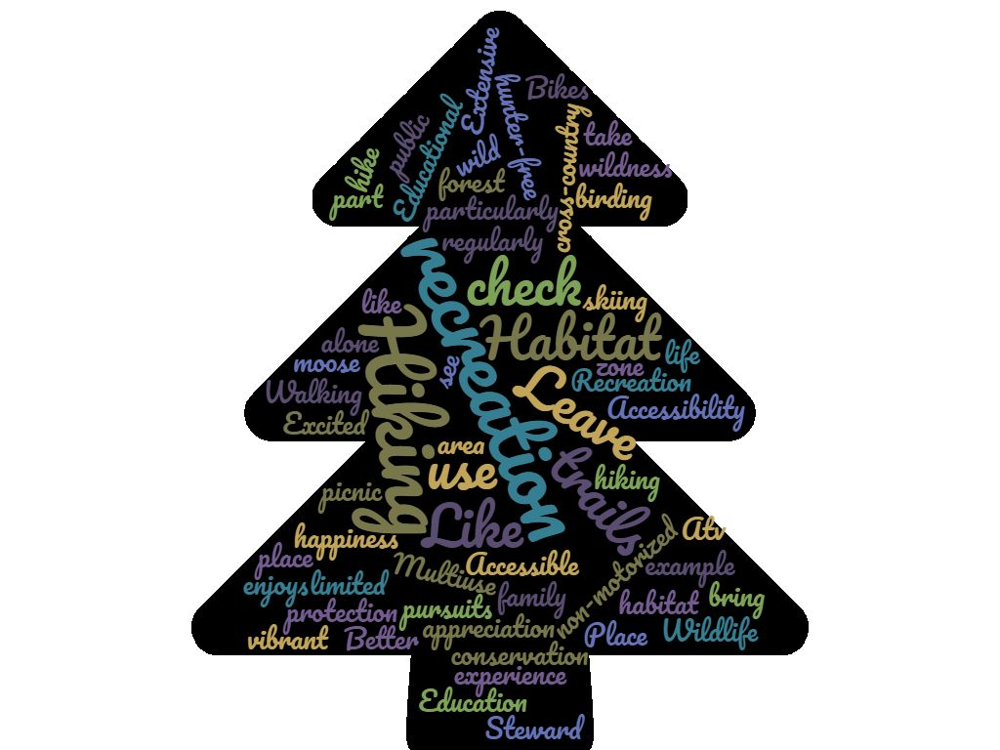 Extensive
hunter-free
Bikes
public
Educational
cross-country
take
hike
wild
wildness
part
forest
birding
particularly
regularly
recreation
check
skiing
like
Hiking
Habitat
alone
life
moose
see
zone
Recreation
Walking
Leave
Accessibility
Excited
area
use
trails
hiking
picnic
Like
non-motorized
Atv
happiness
place
Multiuse
Accessible
example
enjoys
limited
family
habitat
bring
protection
pursuits
appreciation
Place
Wildlife
vibrant
Better
conservation
experience
Education
Steward